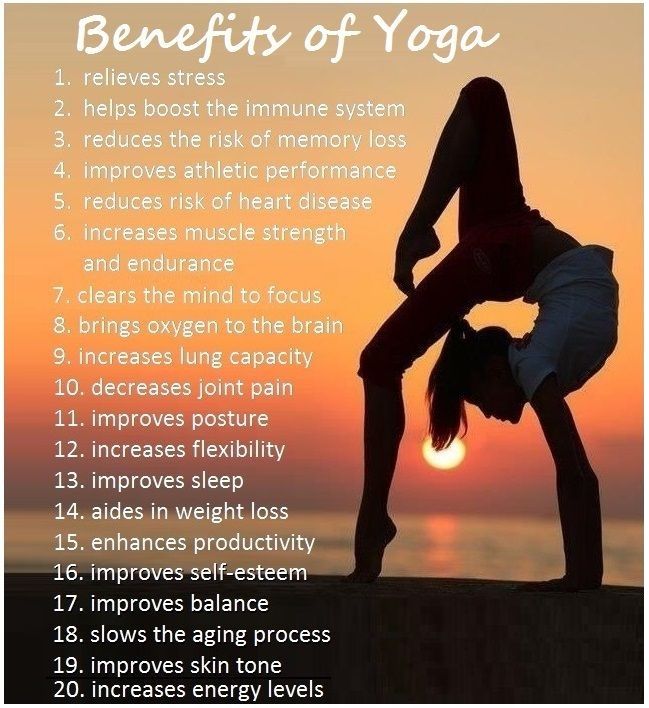 Benefits of Yoga
1. relieves stress
2. helps boost the immune system
3. reduces the risk of memory loss
4. improves athletic performance
5. reduces risk of heart disease
6. increases muscle strength
and endurance
7. clears the mind to focus
8. brings oxygen to the brain
9. increases lung capacity
10. decreases joint pain
11. improves posture
12. increases flexibility
13. improves sleep
14. aides in weight loss
15. enhances productivity
16. improves self-esteem
17. improves balance
18. slows the aging process
19. improves skin tone
20. increases energy levels